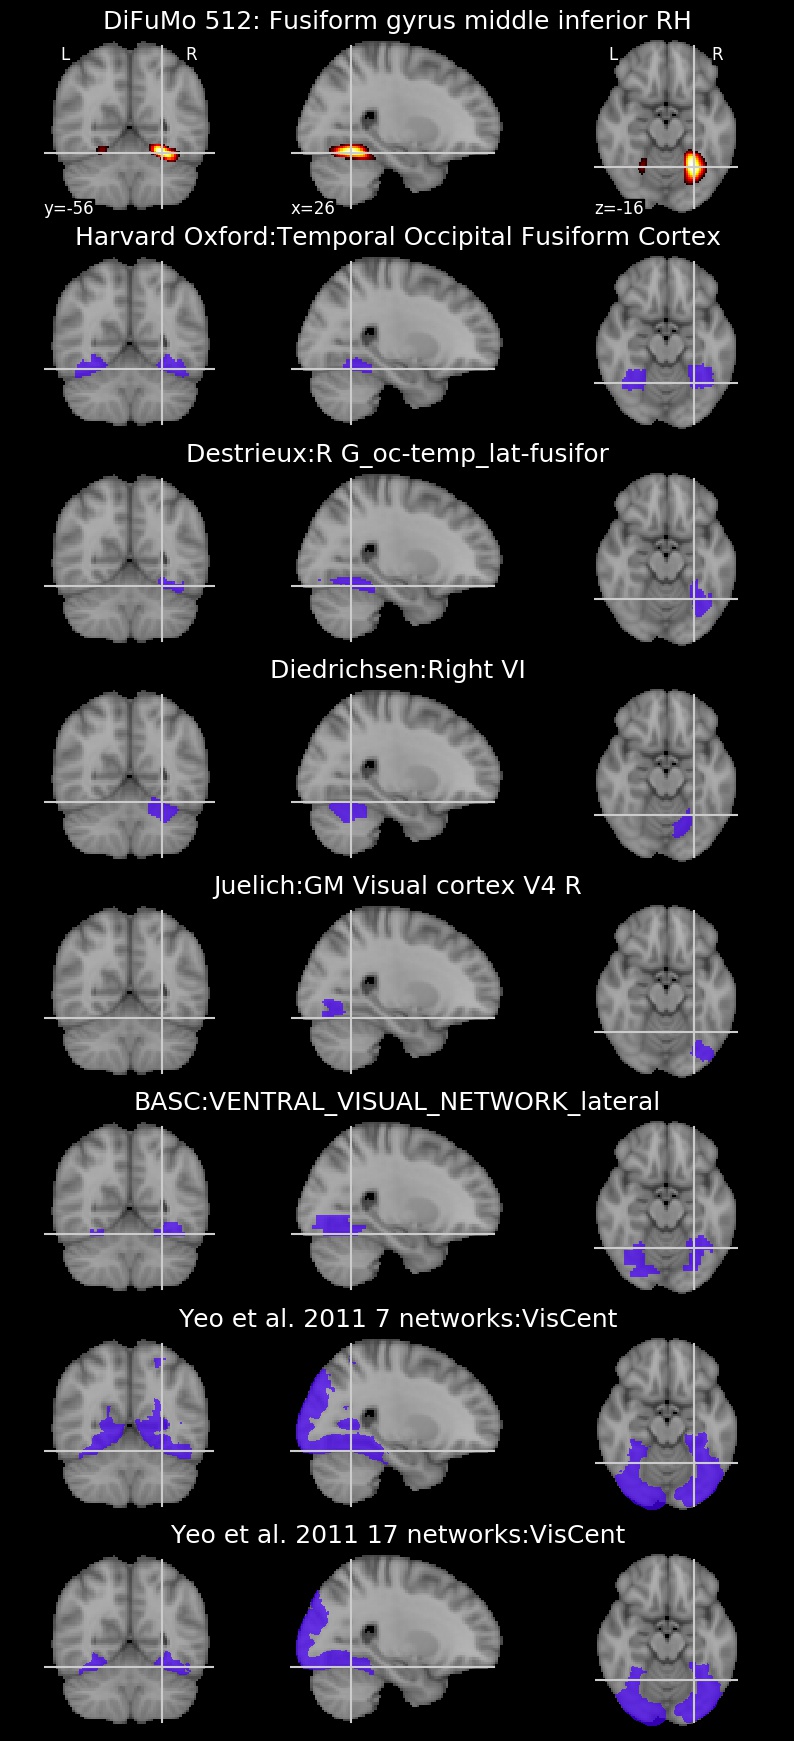 DiFuMo 512: Fusiform gyrus middle inferior RH
L R L R
y=-56 x=26 z=-16
Harvard Oxford:Temporal Occipital Fusiform Cortex
Destrieux:R G_oc-temp_lat-fusifor
Diedrichsen:Right VI
Juelich:GM Visual cortex V4 R
BASC:VENTRAL_VISUAL_NETWORK_lateral
Yeo et al. 2011 7 networks:VisCent
Yeo et al. 2011 17 networks:VisCent